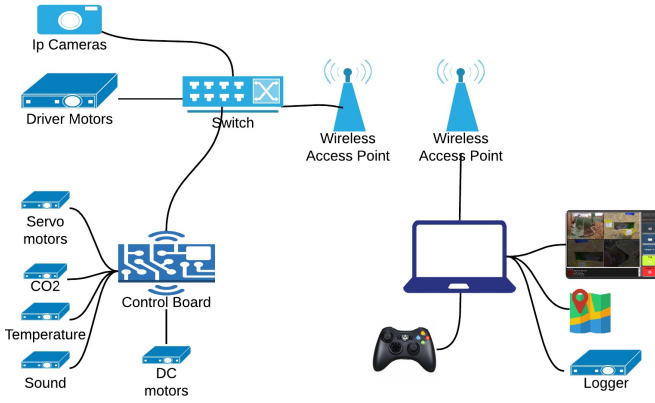 Ip Cameras
Driver Motors
Switch
Wireless
Access Point
Wireless
Access Point
Servo
motors
CO2
Temperature
Sound
Control Board
DC
motors
Logger